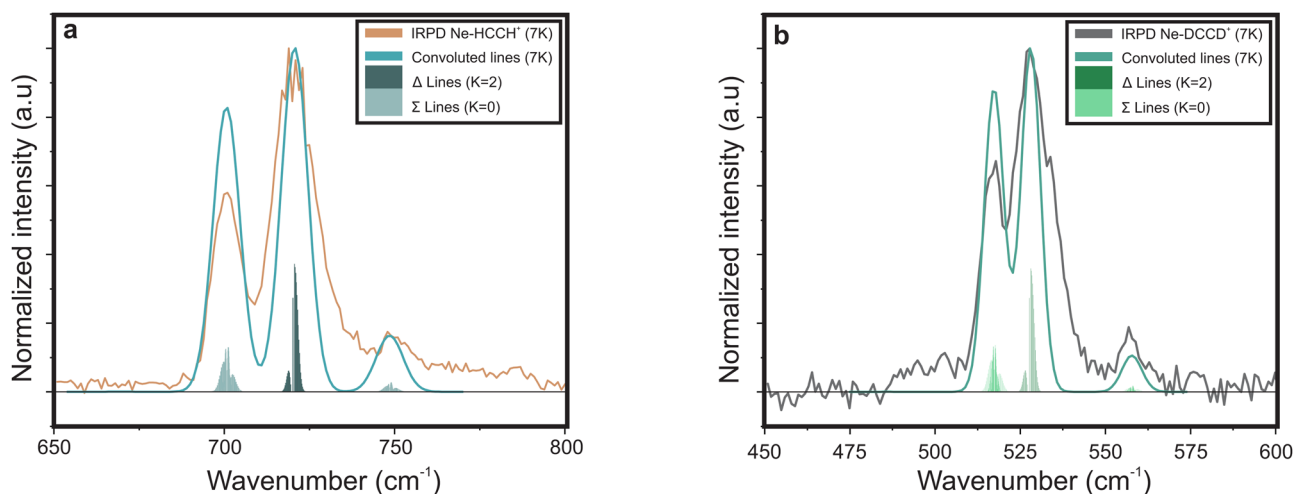 a
IRPD Ne-HCCH⁺ (7K)
Convoluted lines (7K)
Δ Lines (K=2)
Σ Lines (K=0)
Normalized intensity (a.u)
650 700 750 800
Wavenumber (cm⁻¹)
b
IRPD Ne-DCCD⁺ (7K)
Convoluted lines (7K)
Δ Lines (K=2)
Σ Lines (K=0)
Normalized intensity (a.u)
450 475 500 525 550 575 600
Wavenumber (cm⁻¹)